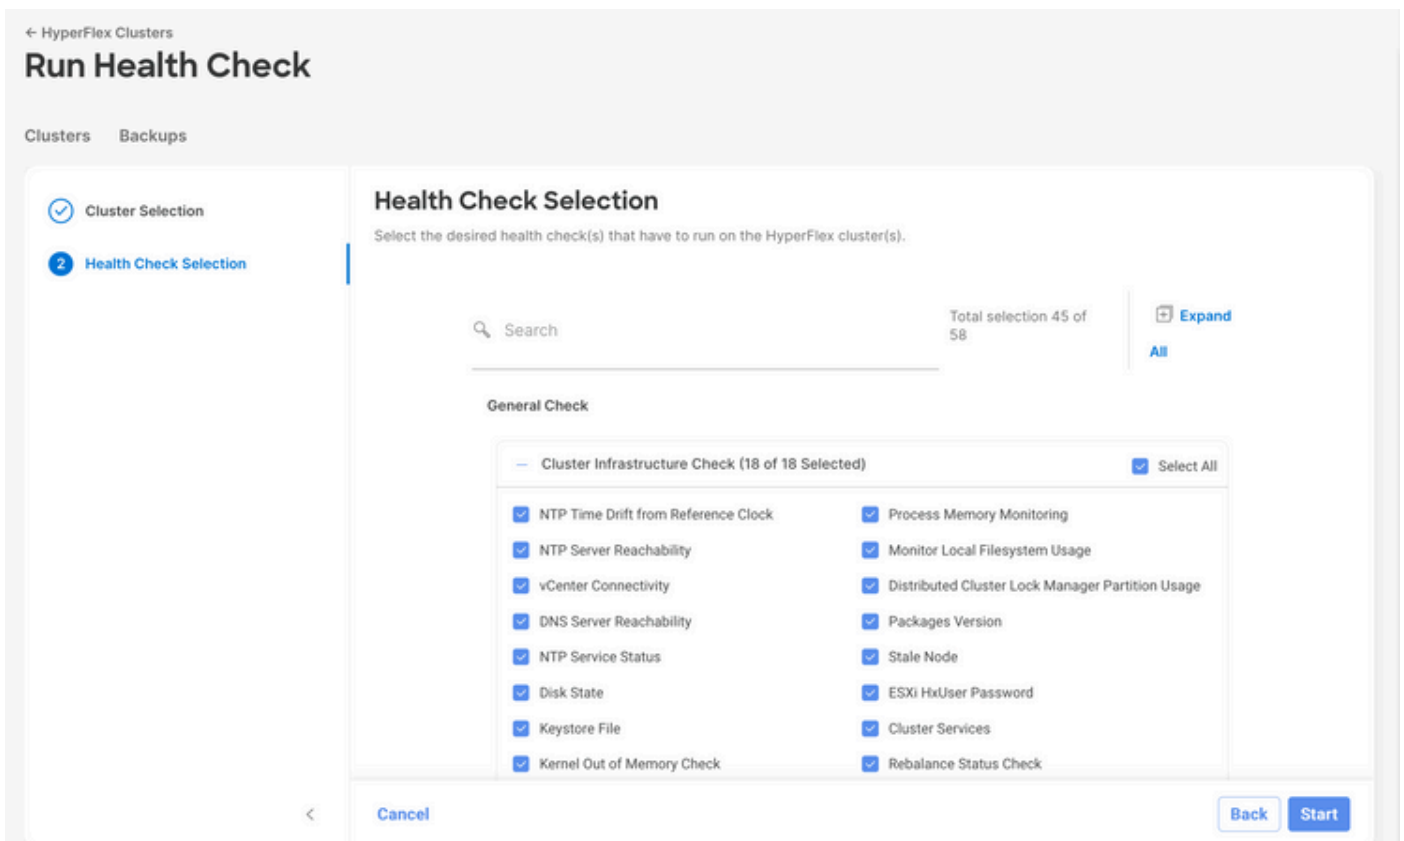 ← HyperFlex Clusters
Run Health Check
Clusters Backups
Cluster Selection
2 Health Check Selection
Health Check Selection
Select the desired health check(s) that have to run on the HyperFlex cluster(s).
Search
Total selection 45 of
58
Expand
All
General Check
Cluster Infrastructure Check (18 of 18 Selected)
Select All
NTP Time Drift from Reference Clock
Process Memory Monitoring
NTP Server Reachability
Monitor Local Filesystem Usage
vCenter Connectivity
Distributed Cluster Lock Manager Partition Usage
DNS Server Reachability
Packages Version
NTP Service Status
Stale Node
Disk State
ESXi HxUser Password
Keystore File
Cluster Services
Kernel Out of Memory Check
Rebalance Status Check
Cancel
Back
Start